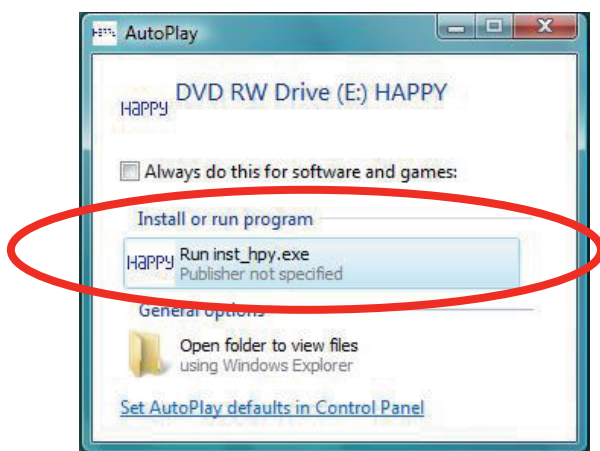 AutoPlay
HAPPY DVD RW Drive (E:) HAPPY
Always do this for software and games:
Install or run program
HAPPY Run inst_hpy.exe
Publisher not specified
General options
Open folder to view files
using Windows Explorer
Set AutoPlay defaults in Control Panel